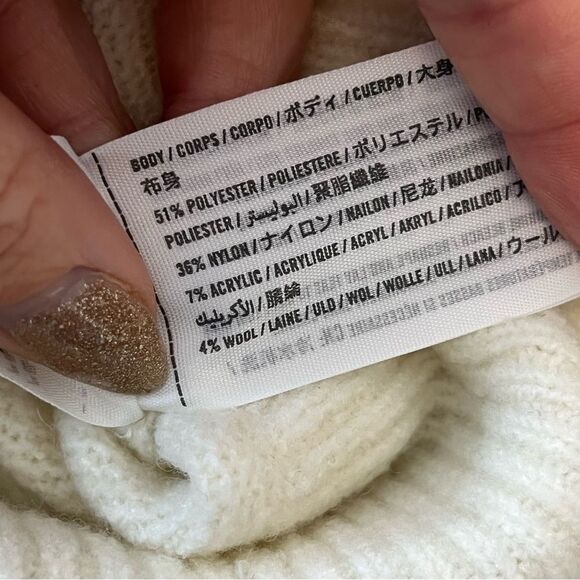 BODY / CORPS / CORPO / ボディ / CUERPO / 大身
布身
51% POLYESTER / POLIESTERE / ポリエステル /
POLIESTER / البوليستر / 聚脂纖維
36% NYLON / ナイロン / NAILON / 尼龙 / NAILONIA /
7% ACRYLIC / ACRYLIQUE / ACRYL / AKRYL / ACRILICO /
الأكريليك / 腈綸
4% WOOL / LAINE / ULD / WOL / WOLLE / ULL / LANA / ウール